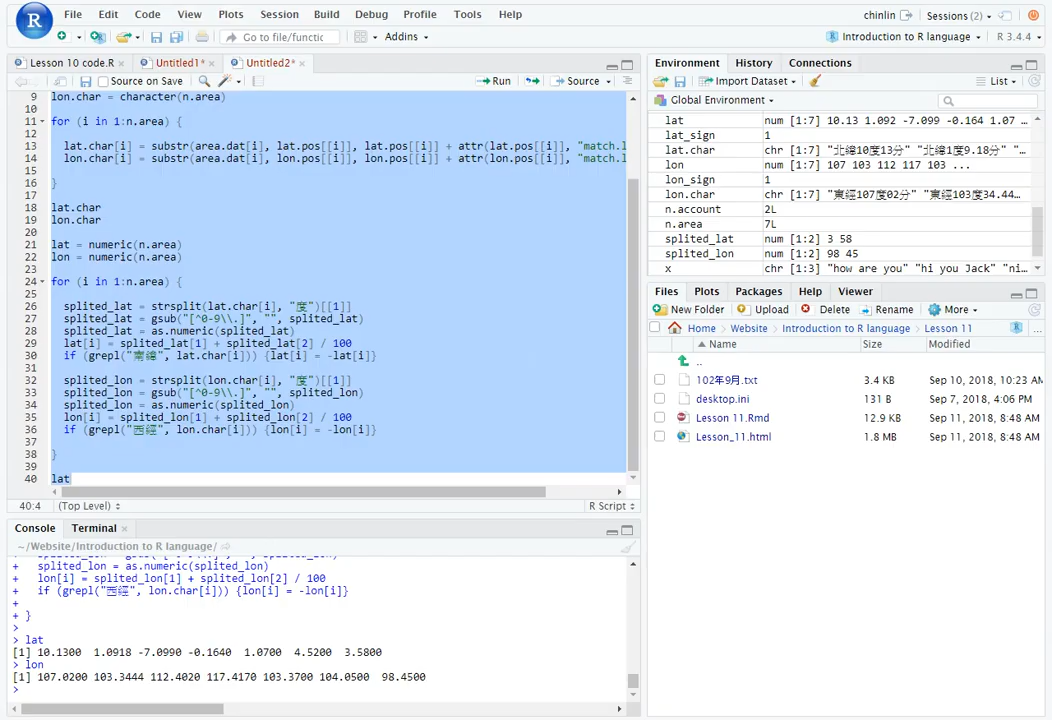 R File Edit Code View Plots Session Build Debug Profile Tools Help chinlin Sessions (2)
Go to file/functic Addins Introduction to R language R 3.4.4
Lesson 10 code.R × Untitled1* × Untitled2* ×
Source on Save Run Source
9 lon.char = character(n.area)
10
11 for (i in 1:n.area) {
12
13 lat.char[i] = substr(area.dat[i], lat.pos[[i]], lat.pos[[i]] + attr(lat.pos[[i]], "match.l
14 lon.char[i] = substr(area.dat[i], lon.pos[[i]], lon.pos[[i]] + attr(lon.pos[[i]], "match.l
15
16 }
17
18 lat.char
19 lon.char
20
21 lat = numeric(n.area)
22 lon = numeric(n.area)
23
24 for (i in 1:n.area) {
25
26 splited_lat = strsplit(lat.char[i], "度")[[1]]
27 splited_lat = gsub("[^0-9\\.]", "", splited_lat)
28 splited_lat = as.numeric(splited_lat)
29 lat[i] = splited_lat[1] + splited_lat[2] / 100
30 if (grepl("南緯", lat.char[i])) {lat[i] = -lat[i]}
31
32 splited_lon = strsplit(lon.char[i], "度")[[1]]
33 splited_lon = gsub("[^0-9\\.]", "", splited_lon)
34 splited_lon = as.numeric(splited_lon)
35 lon[i] = splited_lon[1] + splited_lon[2] / 100
36 if (grepl("西經", lon.char[i])) {lon[i] = -lon[i]}
37
38 }
39
40 lat
40:4 (Top Level) R Script
Console Terminal ×
~/Website/Introduction to R language/
+ splited_lon = as.numeric(splited_lon)
+ lon[i] = splited_lon[1] + splited_lon[2] / 100
+ if (grepl("西經", lon.char[i])) {lon[i] = -lon[i]}
+
+ }
>
> lat
[1] 10.1300 1.0918 -7.0990 -0.1640 1.0700 4.5200 3.5800
> lon
[1] 107.0200 103.3444 112.4020 117.4170 103.3700 104.0500 98.4500
>
Environment History Connections
Import Dataset List
Global Environment
lat num [1:7] 10.13 1.092 -7.099 -0.164 1.07 ...
lat_sign 1
lat.char chr [1:7] "北緯10度13分" "北緯1度9.18分" "…
lon num [1:7] 107 103 112 117 103 ...
lon_sign 1
lon.char chr [1:7] "東經107度02分" "東經103度34.44…
n.account 2L
n.area 7L
splited_lat num [1:2] 3 58
splited_lon num [1:2] 98 45
x chr [1:3] "how are you" "hi you Jack" "ni…
Files Plots Packages Help Viewer
New Folder Upload Delete Rename More
Home Website Introduction to R language Lesson 11 ...
Name Size Modified
..
102年9月.txt 3.4 KB Sep 10, 2018, 10:23 AM
desktop.ini 131 B Sep 7, 2018, 4:06 PM
Lesson 11.Rmd 12.9 KB Sep 11, 2018, 8:48 AM
Lesson_11.html 1.8 MB Sep 11, 2018, 8:48 AM